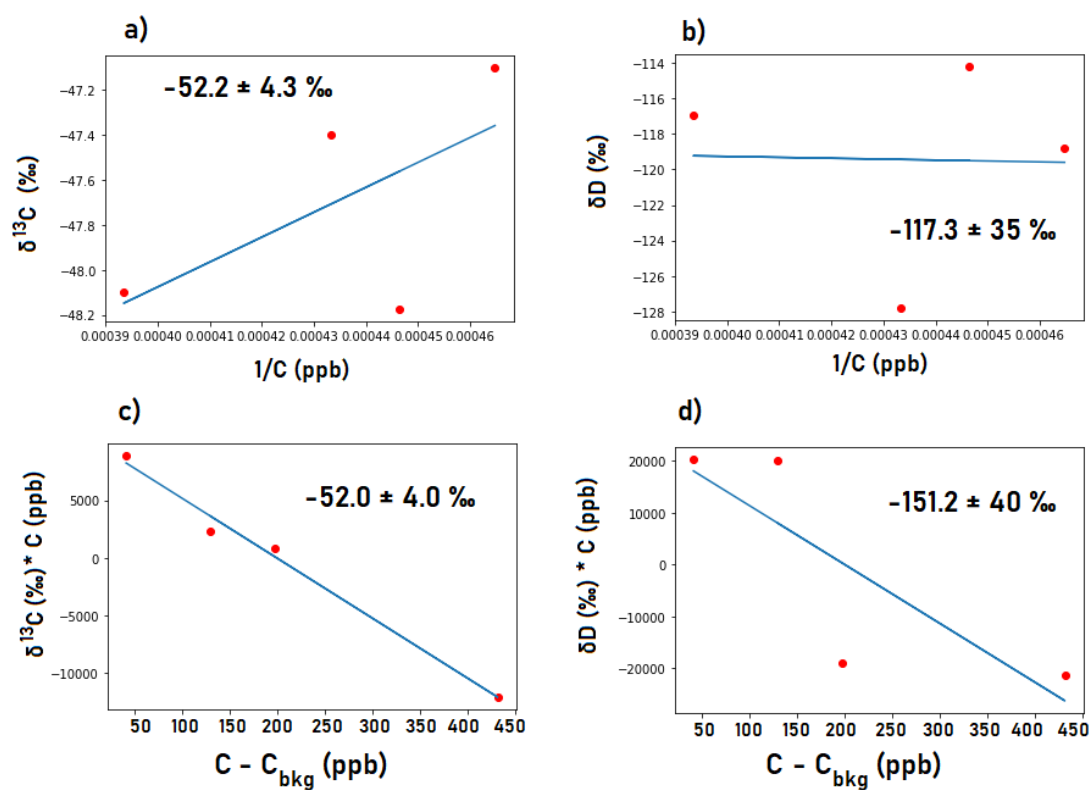 a)
δ¹³C (‰)
−47.2
−47.4
−47.6
−47.8
−48.0
−48.2
-52.2 ± 4.3 ‰
0.00039 0.00040 0.00041 0.00042 0.00043 0.00044 0.00045 0.00046
1/C (ppb)
b)
δD (‰)
−114
−116
−118
−120
−122
−124
−126
−128
-117.3 ± 35 ‰
0.00039 0.00040 0.00041 0.00042 0.00043 0.00044 0.00045 0.00046
1/C (ppb)
c)
δ¹³C (‰) * C (ppb)
5000
0
−5000
−10000
-52.0 ± 4.0 ‰
50 100 150 200 250 300 350 400 450
C - Cbkg (ppb)
d)
δD (‰) * C (ppb)
20000
10000
0
−10000
−20000
-151.2 ± 40 ‰
50 100 150 200 250 300 350 400 450
C - Cbkg (ppb)